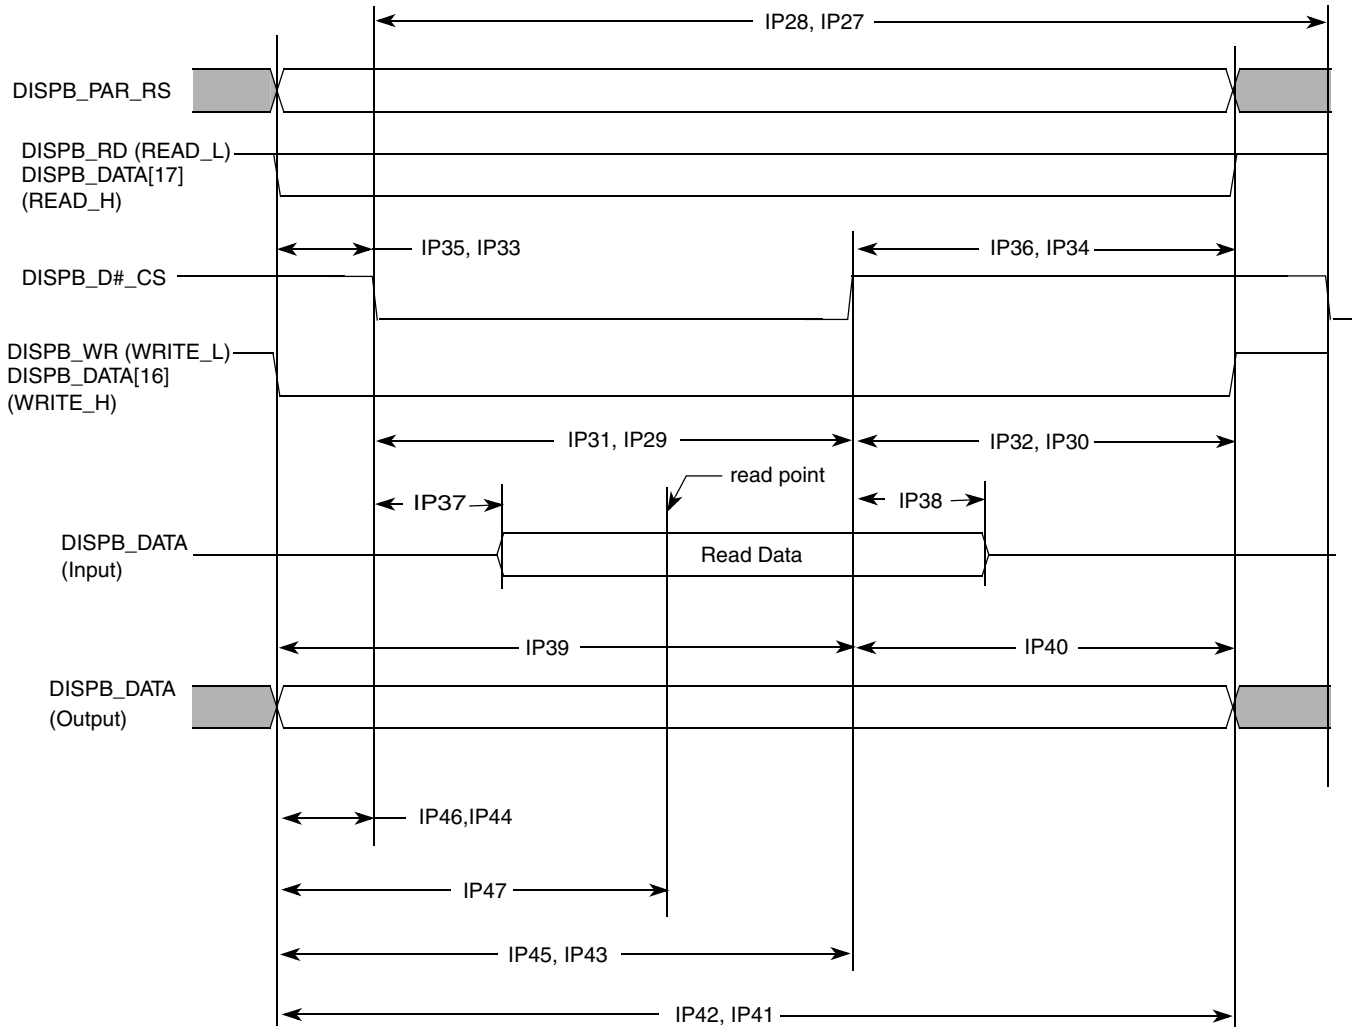 IP28, IP27
DISPB_PAR_RS
DISPB_RD (READ_L)
DISPB_DATA[17]
(READ_H)
IP35, IP33
IP36, IP34
DISPB_D#_CS
DISPB_WR (WRITE_L)
DISPB_DATA[16]
(WRITE_H)
IP31, IP29
IP32, IP30
read point
IP37
IP38
DISPB_DATA
(Input)
Read Data
IP39
IP40
DISPB_DATA
(Output)
IP46,IP44
IP47
IP45, IP43
IP42, IP41